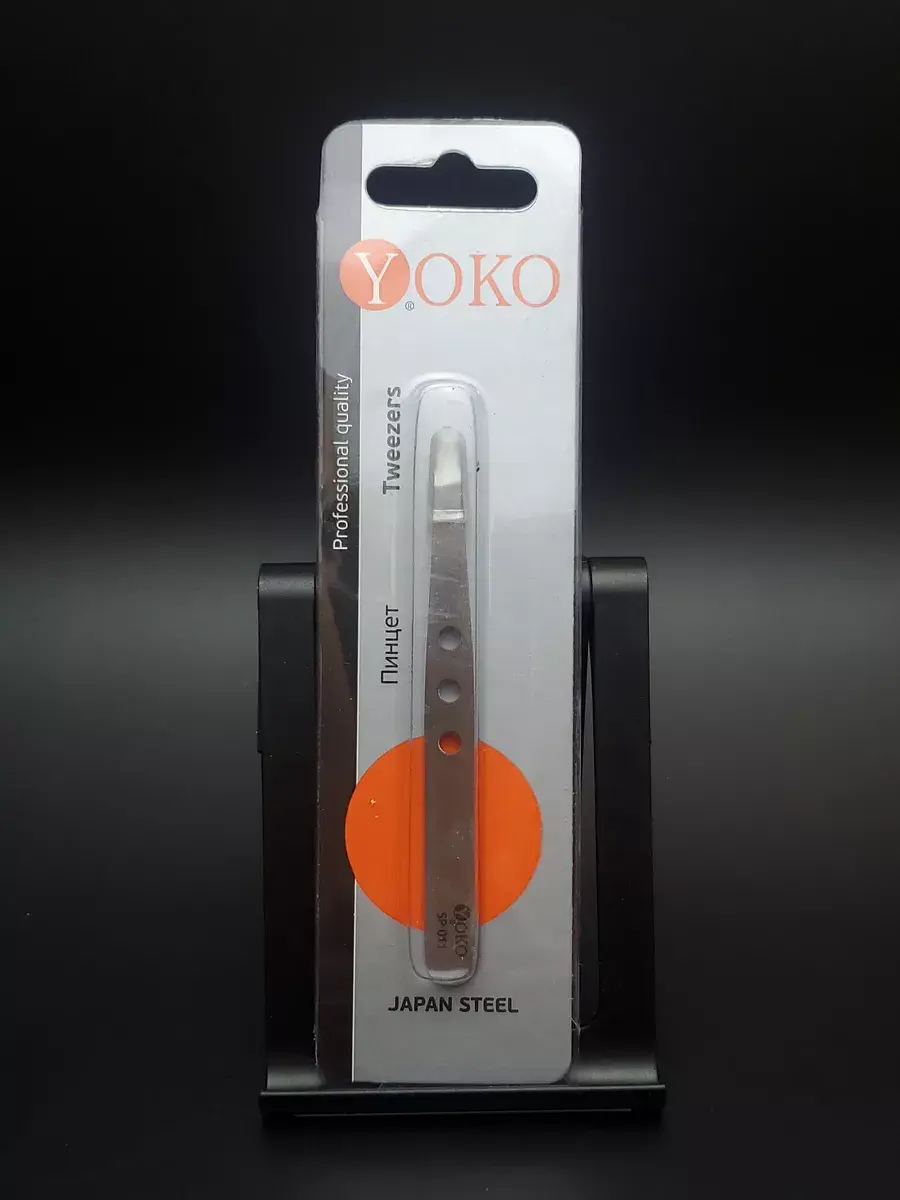 YOKO
®
Professional quality
Tweezers
Пинцет
YOKO
SP 011
JAPAN STEEL